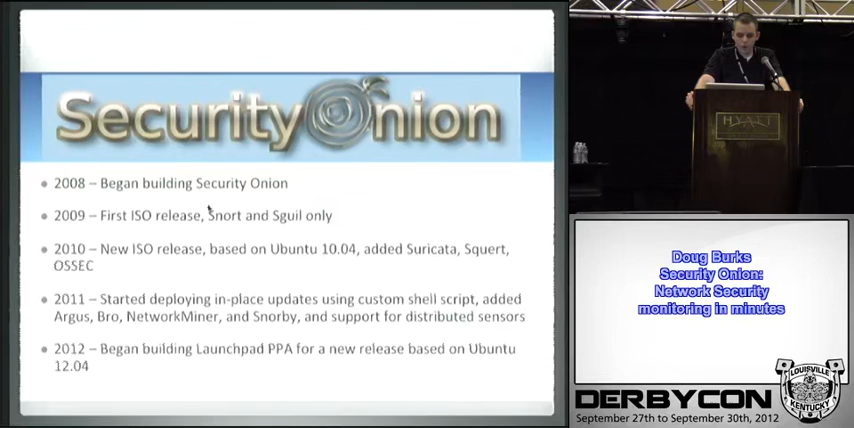 Security Onion
2008 – Began building Security Onion
2009 – First ISO release, Snort and Sguil only
2010 – New ISO release, based on Ubuntu 10.04, added Suricata, Squert,
OSSEC
2011 – Started deploying in-place updates using custom shell script, added
Argus, Bro, NetworkMiner, and Snorby, and support for distributed sensors
2012 – Began building Launchpad PPA for a new release based on Ubuntu
12.04
HYATT
Doug Burks
Security Onion:
Network Security
monitoring in minutes
DERBYCON
September 27th to September 30th, 2012
LOUISVILLE
KENTUCKY